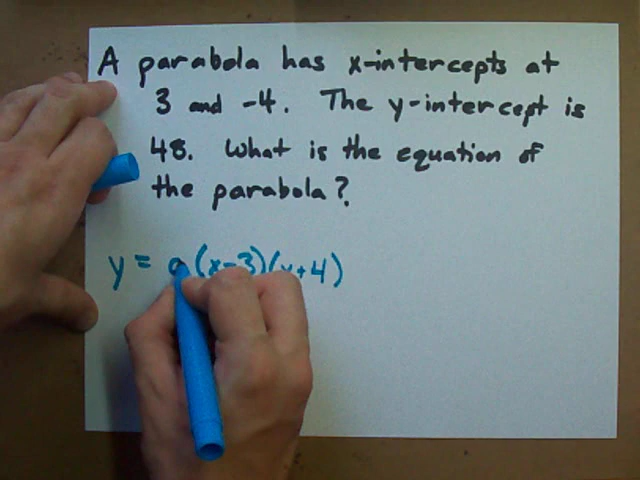 A parabola has x-intercepts at
3 and -4. The y-intercept is
48. What is the equation of
the parabola?
y = a(x-3)(x+4)